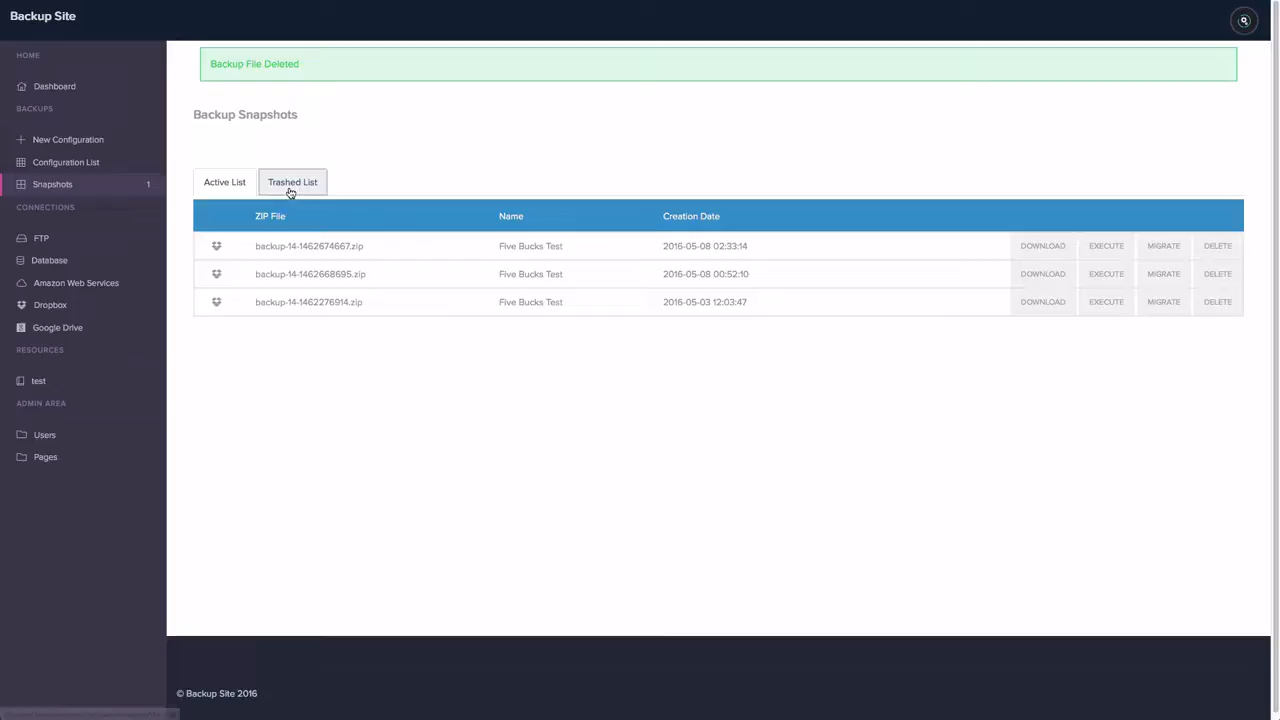 Backup Site
HOME
Dashboard
BACKUPS
New Configuration
Configuration List
Snapshots 1
CONNECTIONS
FTP
Database
Amazon Web Services
Dropbox
Google Drive
RESOURCES
test
ADMIN AREA
Users
Pages
Backup File Deleted
Backup Snapshots
Active List Trashed List
ZIP File Name Creation Date
backup-14-1462674667.zip Five Bucks Test 2016-05-08 02:33:14 DOWNLOAD EXECUTE MIGRATE DELETE
backup-14-1462668695.zip Five Bucks Test 2016-05-08 00:52:10 DOWNLOAD EXECUTE MIGRATE DELETE
backup-14-1462276914.zip Five Bucks Test 2016-05-03 12:03:47 DOWNLOAD EXECUTE MIGRATE DELETE
© Backup Site 2016